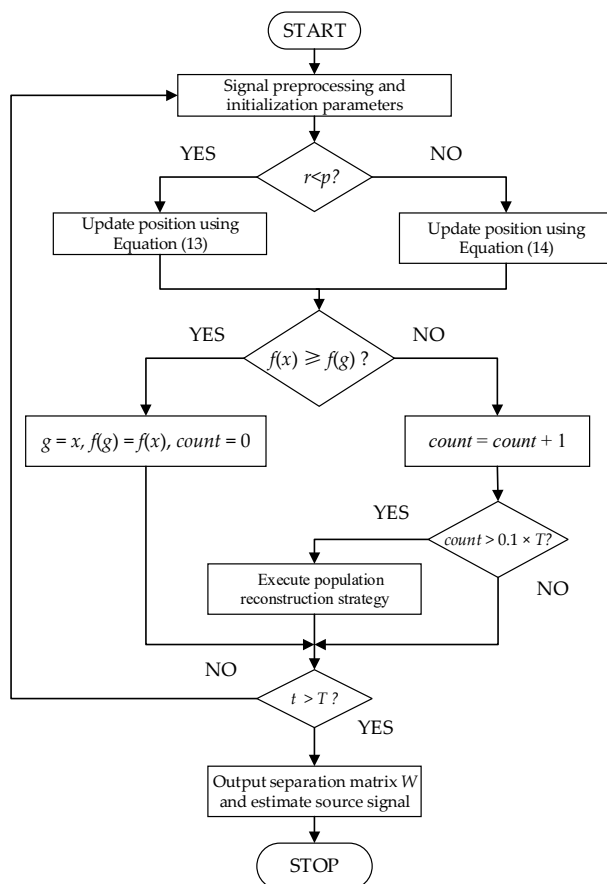 START
Signal preprocessing and
initialization parameters
YES
NO
r<p?
Update position using
Equation (13)
Update position using
Equation (14)
YES
NO
f(x) ⩾ f(g) ?
g = x, f(g) = f(x), count = 0
count = count + 1
YES
count > 0.1 × T?
Execute population
reconstruction strategy
NO
NO
t > T ?
YES
Output separation matrix W
and estimate source signal
STOP